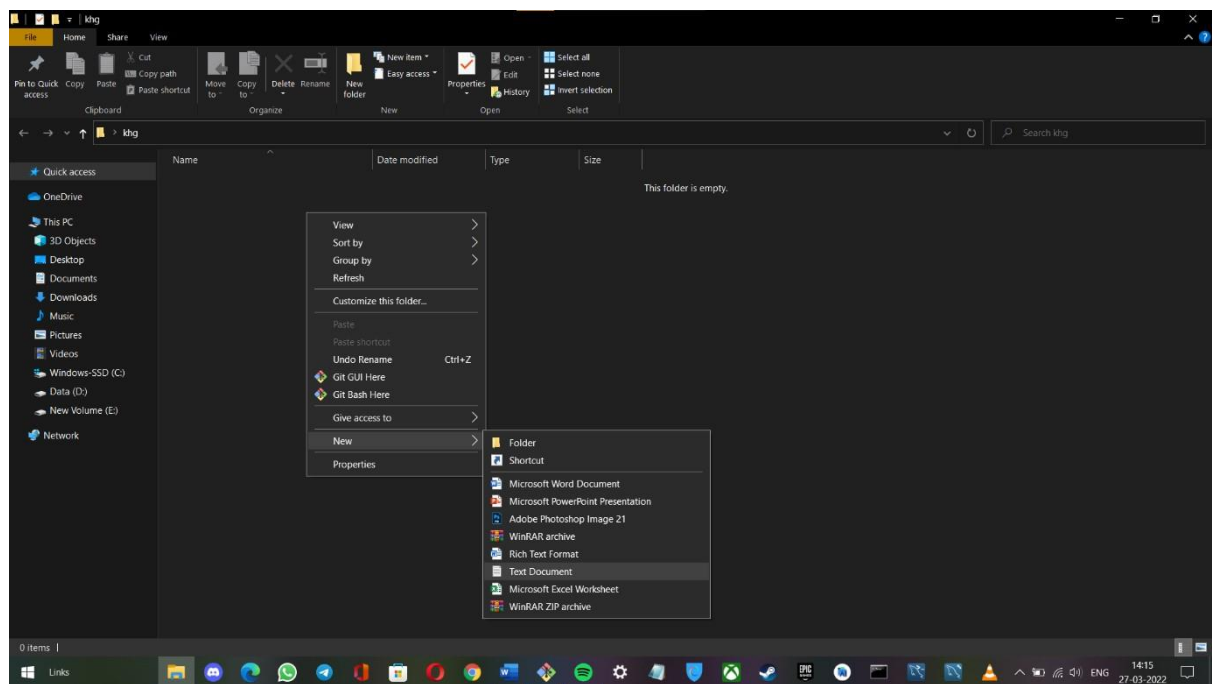 khg
File Home Share View
Pin to Quick access
Copy
Paste
Cut
Copy path
Paste shortcut
Clipboard
Move to
Copy to
Delete
Rename
Organize
New folder
New item
Easy access
New
Properties
Open
Edit
History
Open
Select all
Select none
Invert selection
Select
khg
Search khg
Name Date modified Type Size
This folder is empty.
Quick access
OneDrive
This PC
3D Objects
Desktop
Documents
Downloads
Music
Pictures
Videos
Windows-SSD (C:)
Data (D:)
New Volume (E:)
Network
View
Sort by
Group by
Refresh
Customize this folder...
Paste
Paste shortcut
Undo Rename Ctrl+Z
Git GUI Here
Git Bash Here
Give access to
New
Properties
Folder
Shortcut
Microsoft Word Document
Microsoft PowerPoint Presentation
Adobe Photoshop Image 21
WinRAR archive
Rich Text Format
Text Document
Microsoft Excel Worksheet
WinRAR ZIP archive
0 items
Links
EPIC
ENG
14:15
27-03-2022